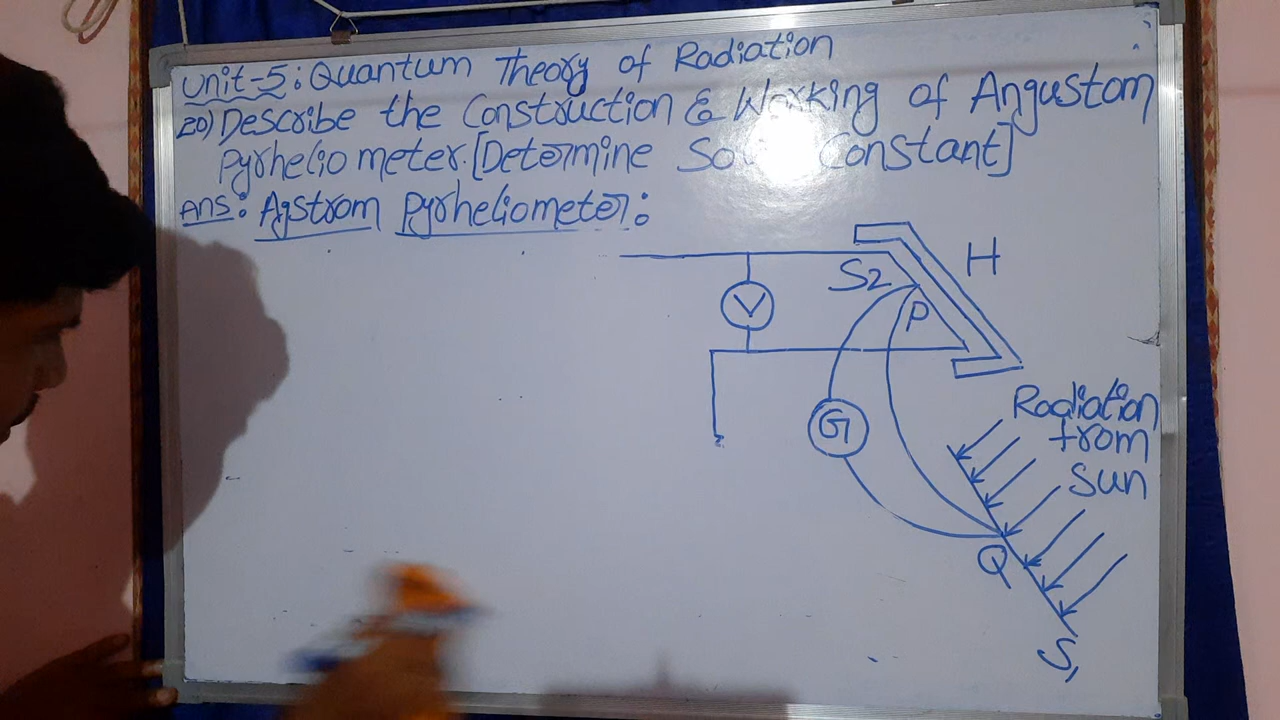 Unit-5: Quantum Theory of Radiation
20) Describe the Construction & Working of Angustom
Pyrheliometer. [Determine Constant]
Ans: Agstrom Pyrheliometer:
H
S2
V
P
G
Radiation
from
Sun
Q
S1